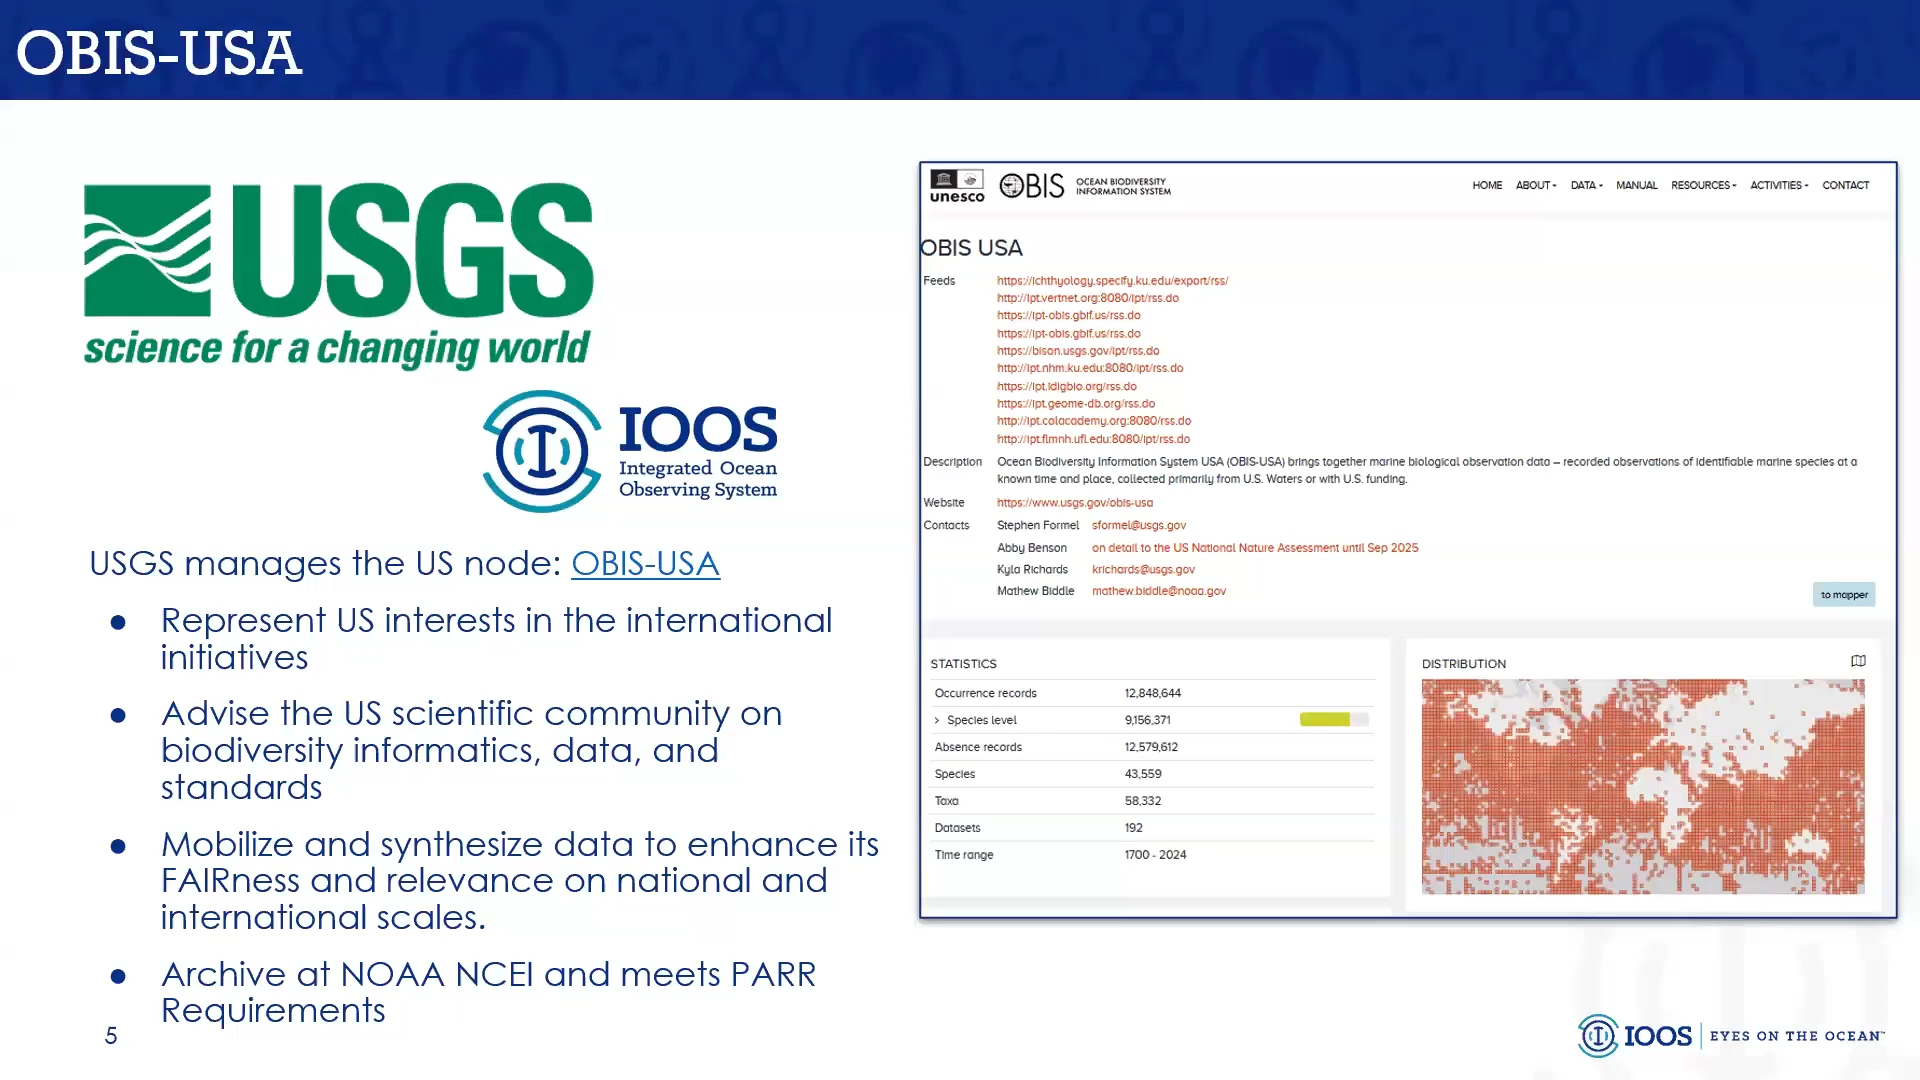 OBIS-USA
USGS
science for a changing world
IOOS
Integrated Ocean
Observing System
USGS manages the US node: OBIS-USA
● Represent US interests in the international
initiatives
● Advise the US scientific community on
biodiversity informatics, data, and
standards
● Mobilize and synthesize data to enhance its
FAIRness and relevance on national and
international scales.
● Archive at NOAA NCEI and meets PARR
Requirements
5
unesco
OBIS
OCEAN BIODIVERSITY
INFORMATION SYSTEM
HOME ABOUT DATA MANUAL RESOURCES ACTIVITIES CONTACT
OBIS USA
Feeds https://ichthyology.specify.ku.edu/export/rss/
http://ipt.vertnet.org:8080/ipt/rss.do
https://ipt-obis.gbif.us/rss.do
https://ipt-obis.gbif.us/rss.do
https://bison.usgs.gov/ipt/rss.do
http://ipt.nhm.ku.edu:8080/ipt/rss.do
https://ipt.idigbio.org/rss.do
https://ipt.geome-db.org/rss.do
http://ipt.calacademy.org:8080/rss.do
http://ipt.flmnh.ufl.edu:8080/ipt/rss.do
Description Ocean Biodiversity Information System USA (OBIS-USA) brings together marine biological observation data – recorded observations of identifiable marine species at a
known time and place, collected primarily from U.S. Waters or with U.S. funding.
Website https://www.usgs.gov/obis-usa
Contacts Stephen Formel sformel@usgs.gov
Abby Benson on detail to the US National Nature Assessment until Sep 2025
Kyla Richards krichards@usgs.gov
Mathew Biddle mathew.biddle@noaa.gov
to mapper
STATISTICS
Occurrence records 12,848,644
> Species level 9,156,371
Absence records 12,579,612
Species 43,559
Taxa 58,332
Datasets 192
Time range 1700 - 2024
DISTRIBUTION
IOOS EYES ON THE OCEAN™